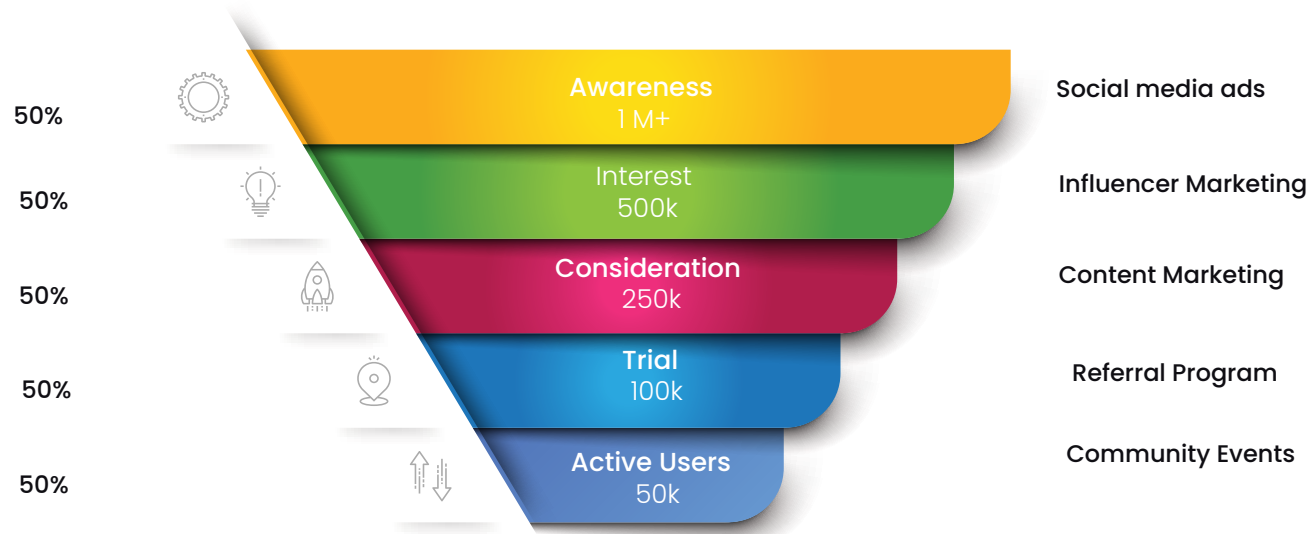 50%
Awareness
1 M+
Social media ads
50%
Interest
500k
Influencer Marketing
50%
Consideration
250k
Content Marketing
50%
Trial
100k
Referral Program
50%
Active Users
50k
Community Events